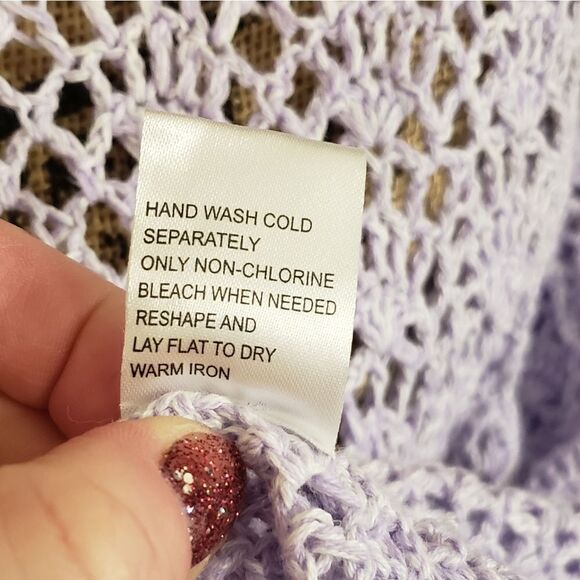 HAND WASH COLD
SEPARATELY
ONLY NON-CHLORINE
BLEACH WHEN NEEDED
RESHAPE AND
LAY FLAT TO DRY
WARM IRON